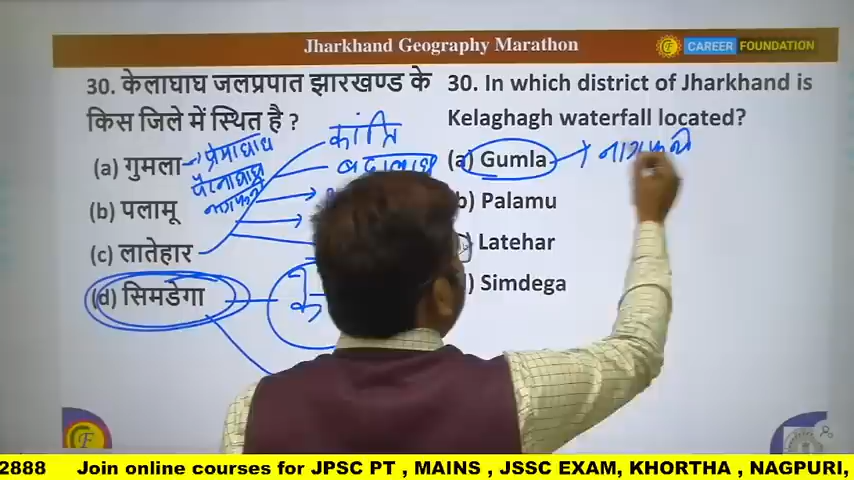 Jharkhand Geography Marathon
CAREER FOUNDATION
30. केलाघाघ जलप्रपात झारखण्ड के
किस जिले में स्थित है ?
(a) गुमला
(b) पलामू
(c) लातेहार
(d) सिमडेगा
पेरवाघाघ
कांति
30. In which district of Jharkhand is
Kelaghagh waterfall located?
(a) Gumla
b) Palamu
Latehar
) Simdega
2888 Join online courses for JPSC PT , MAINS , JSSC EXAM, KHORTHA , NAGPURI,